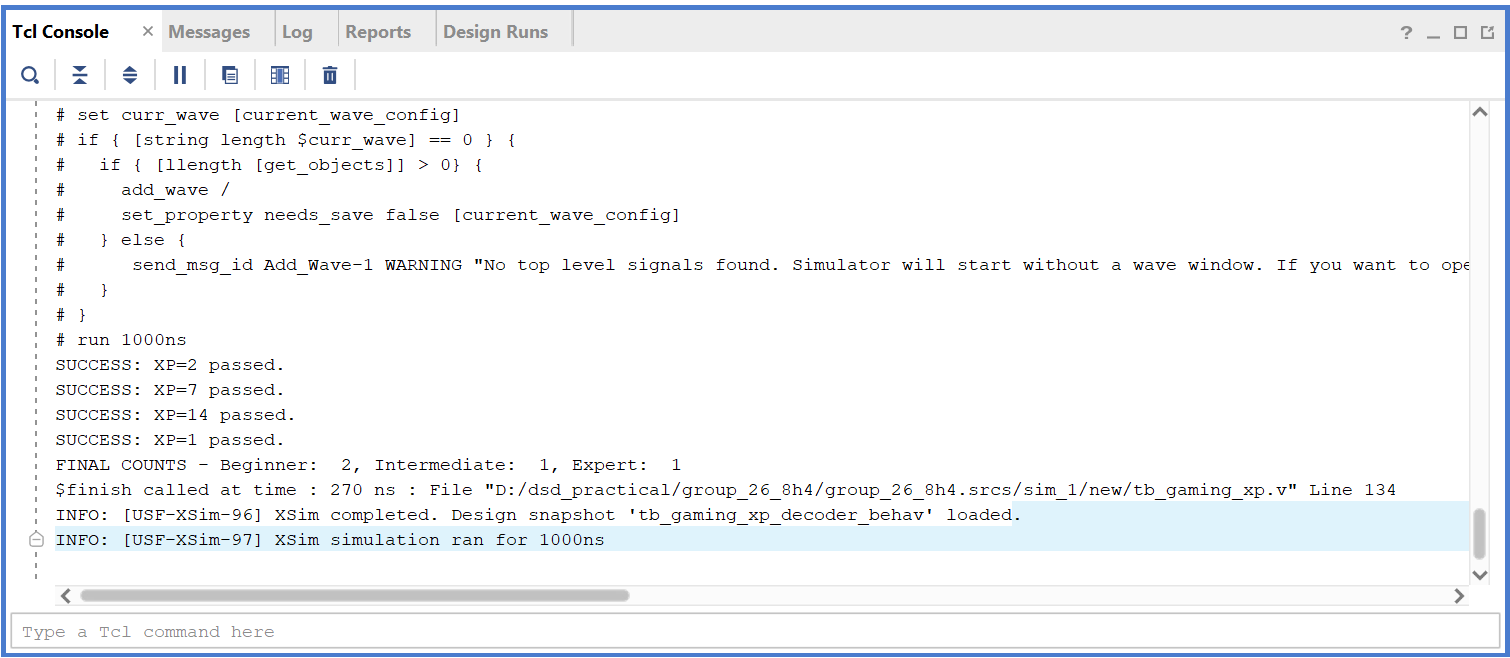 Tcl Console × Messages Log Reports Design Runs ?
# set curr_wave [current_wave_config]
# if { [string length $curr_wave] == 0 } {
#   if { [llength [get_objects]] > 0} {
#     add_wave /
#     set_property needs_save false [current_wave_config]
#   } else {
#      send_msg_id Add_Wave-1 WARNING "No top level signals found. Simulator will start without a wave window. If you want to ope
#   }
# }
# run 1000ns
SUCCESS: XP=2 passed.
SUCCESS: XP=7 passed.
SUCCESS: XP=14 passed.
SUCCESS: XP=1 passed.
FINAL COUNTS - Beginner:  2, Intermediate:  1, Expert:  1
$finish called at time : 270 ns : File "D:/dsd_practical/group_26_8h4/group_26_8h4.srcs/sim_1/new/tb_gaming_xp.v" Line 134
INFO: [USF-XSim-96] XSim completed. Design snapshot 'tb_gaming_xp_decoder_behav' loaded.
INFO: [USF-XSim-97] XSim simulation ran for 1000ns
Type a Tcl command here